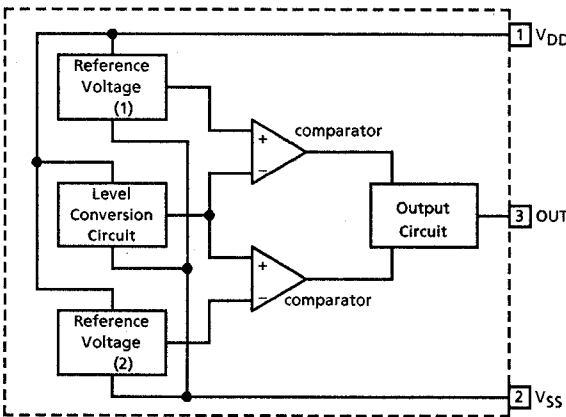 1 VDD
Reference
Voltage
(1)
comparator
+
−
Level
Conversion
Circuit
Output
Circuit
3 OUT
+
−
comparator
Reference
Voltage
(2)
2 VSS